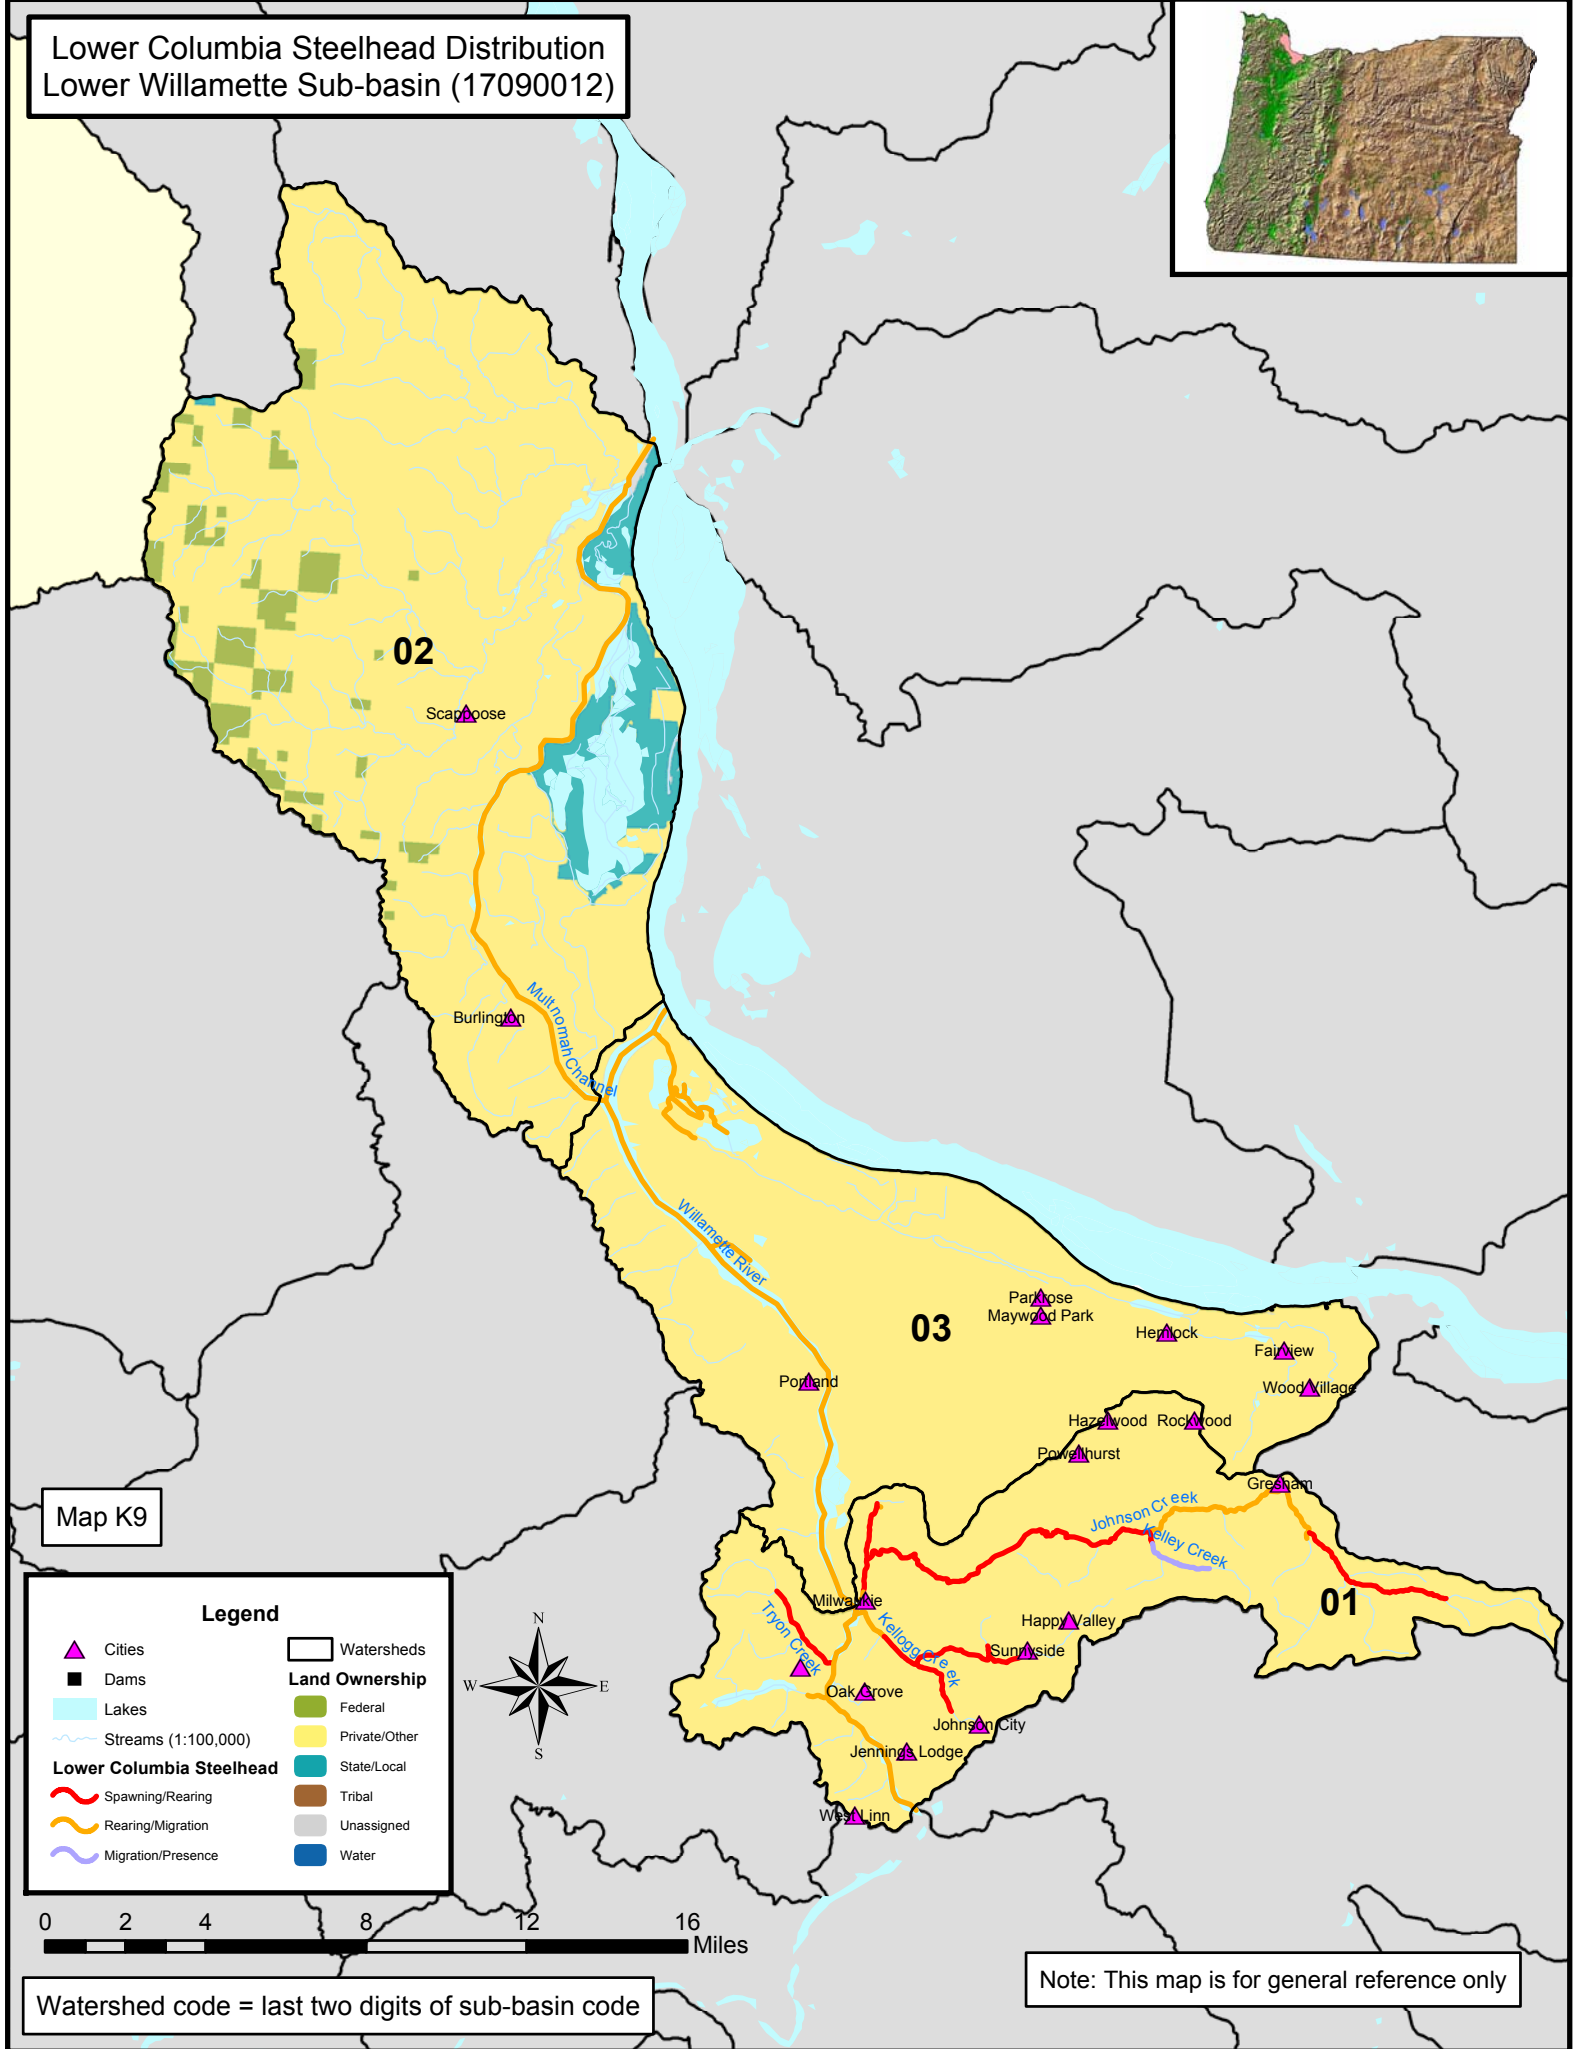 Lower Columbia Steelhead Distribution
Lower Willamette Sub-basin (17090012)
02
Scappoose
Burlington
Multnomah Channel
Willamette River
Parkrose
Maywood Park
03
Hemlock
Fairview
Portland
Wood Village
Hazelwood
Rockwood
Powellhurst
Gresham
Johnson Creek
Kelley Creek
Map K9
Milwaukie
01
Tryon Creek
Kellogg Creek
Happy Valley
Sunnyside
Oak Grove
Johnson City
Jennings Lodge
West Linn
Legend
Cities
Dams
Lakes
Streams (1:100,000)
Lower Columbia Steelhead
Spawning/Rearing
Rearing/Migration
Migration/Presence
Watersheds
Land Ownership
Federal
Private/Other
State/Local
Tribal
Unassigned
Water
N
W
E
S
0 2 4 8 12 16
Miles
Watershed code = last two digits of sub-basin code
Note: This map is for general reference only